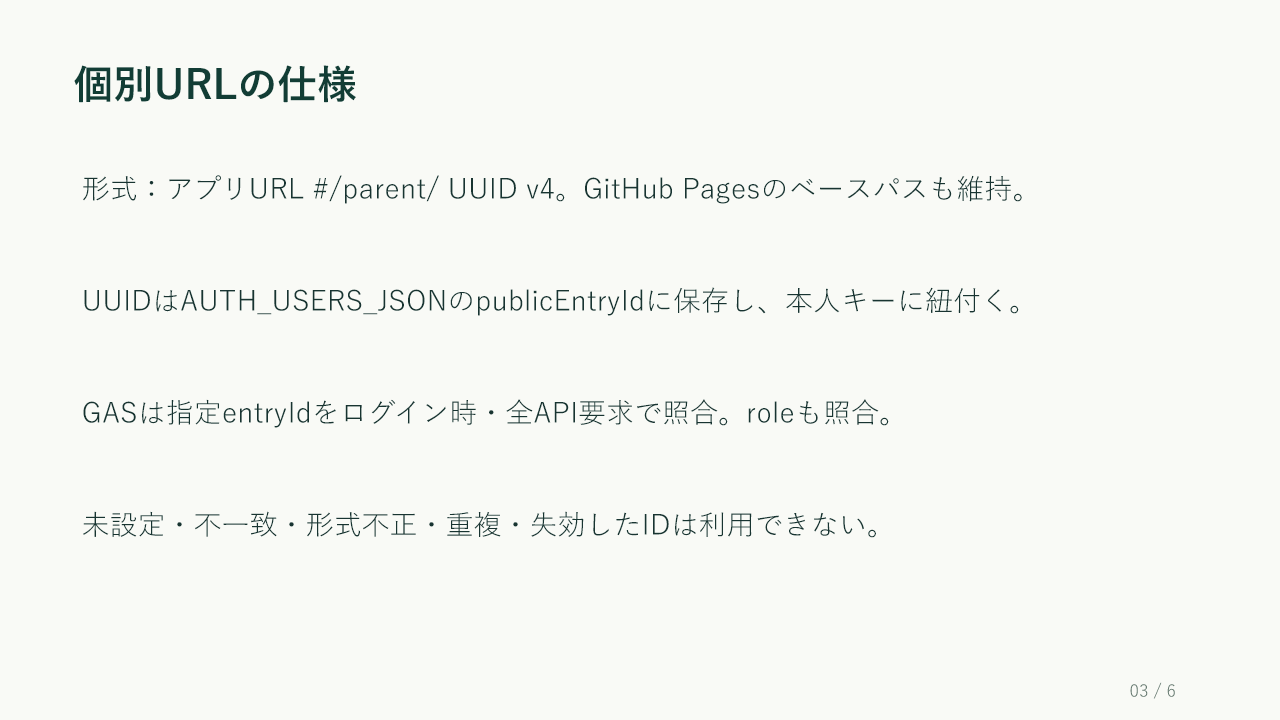 個別URLの仕様
形式：アプリURL #/parent/ UUID v4。GitHub Pagesのベースパスも維持。
UUIDはAUTH_USERS_JSONのpublicEntryIdに保存し、本人キーに紐付く。
GASは指定entryIdをログイン時・全API要求で照合。roleも照合。
未設定・不一致・形式不正・重複・失効したIDは利用できない。
03 / 6